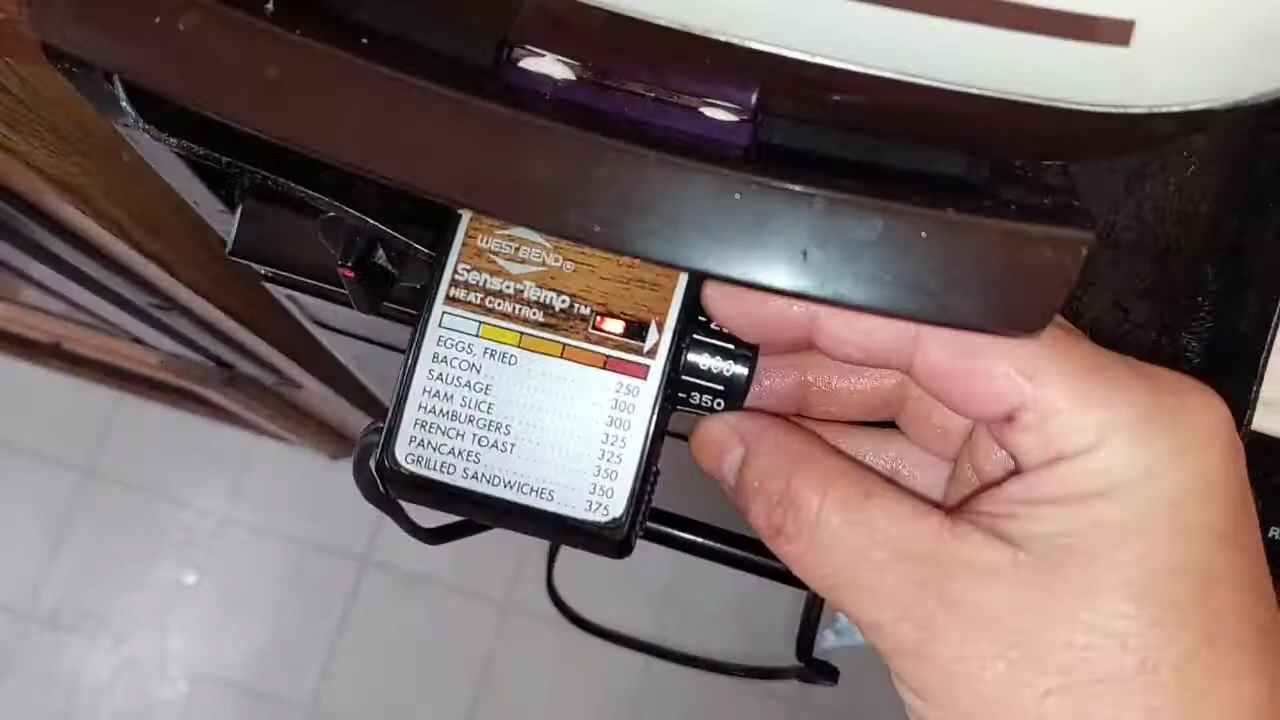 WEST BEND®
Sensa-Temp™
HEAT CONTROL
EGGS, FRIED 250
BACON 300
SAUSAGE 300
HAM SLICE 325
HAMBURGERS 325
FRENCH TOAST 350
PANCAKES 350
GRILLED SANDWICHES... 375
300
-350